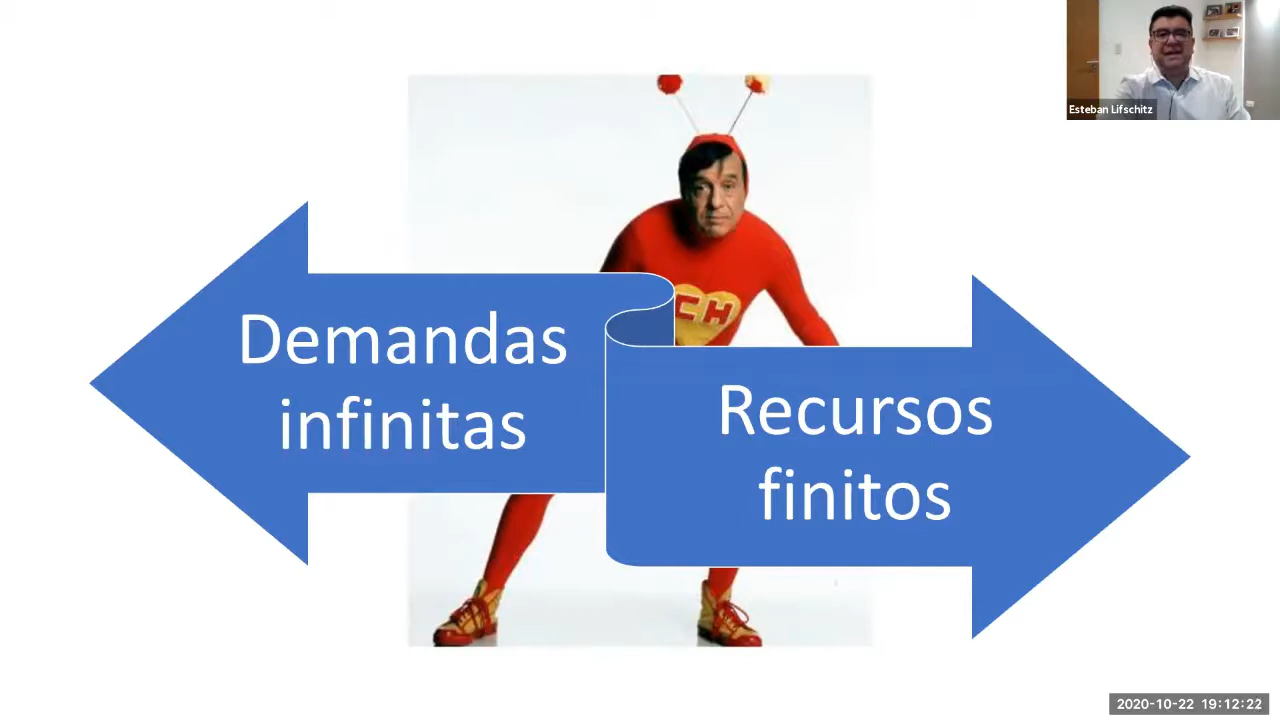 Esteban Lifschitz
CH
Demandas
infinitas
Recursos
finitos
2020-10-22 19:12:22